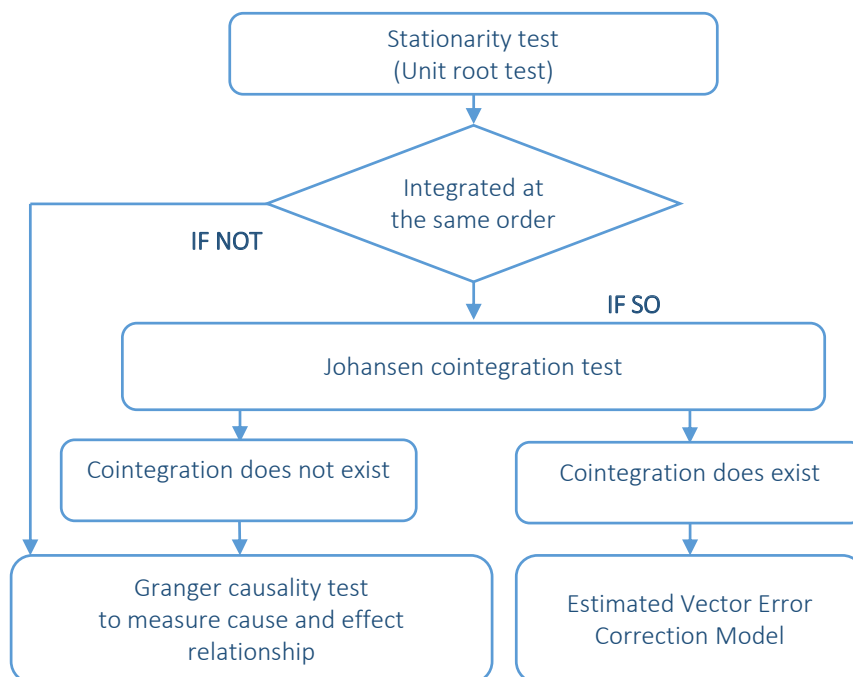 Stationarity test
(Unit root test)
Integrated at
the same order
IF NOT
IF SO
Johansen cointegration test
Cointegration does not exist
Cointegration does exist
Granger causality test
to measure cause and effect
relationship
Estimated Vector Error
Correction Model